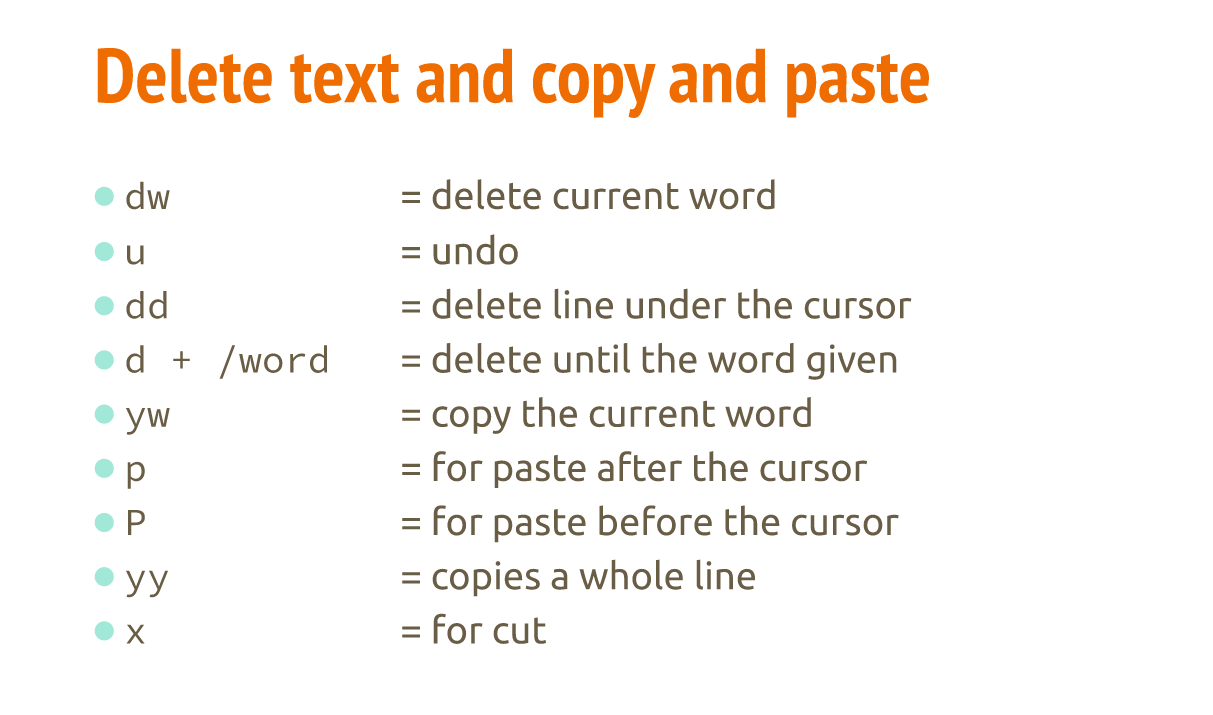 Delete text and copy and paste
● dw = delete current word
● u = undo
● dd = delete line under the cursor
● d + /word = delete until the word given
● yw = copy the current word
● p = for paste after the cursor
● P = for paste before the cursor
● yy = copies a whole line
● x = for cut